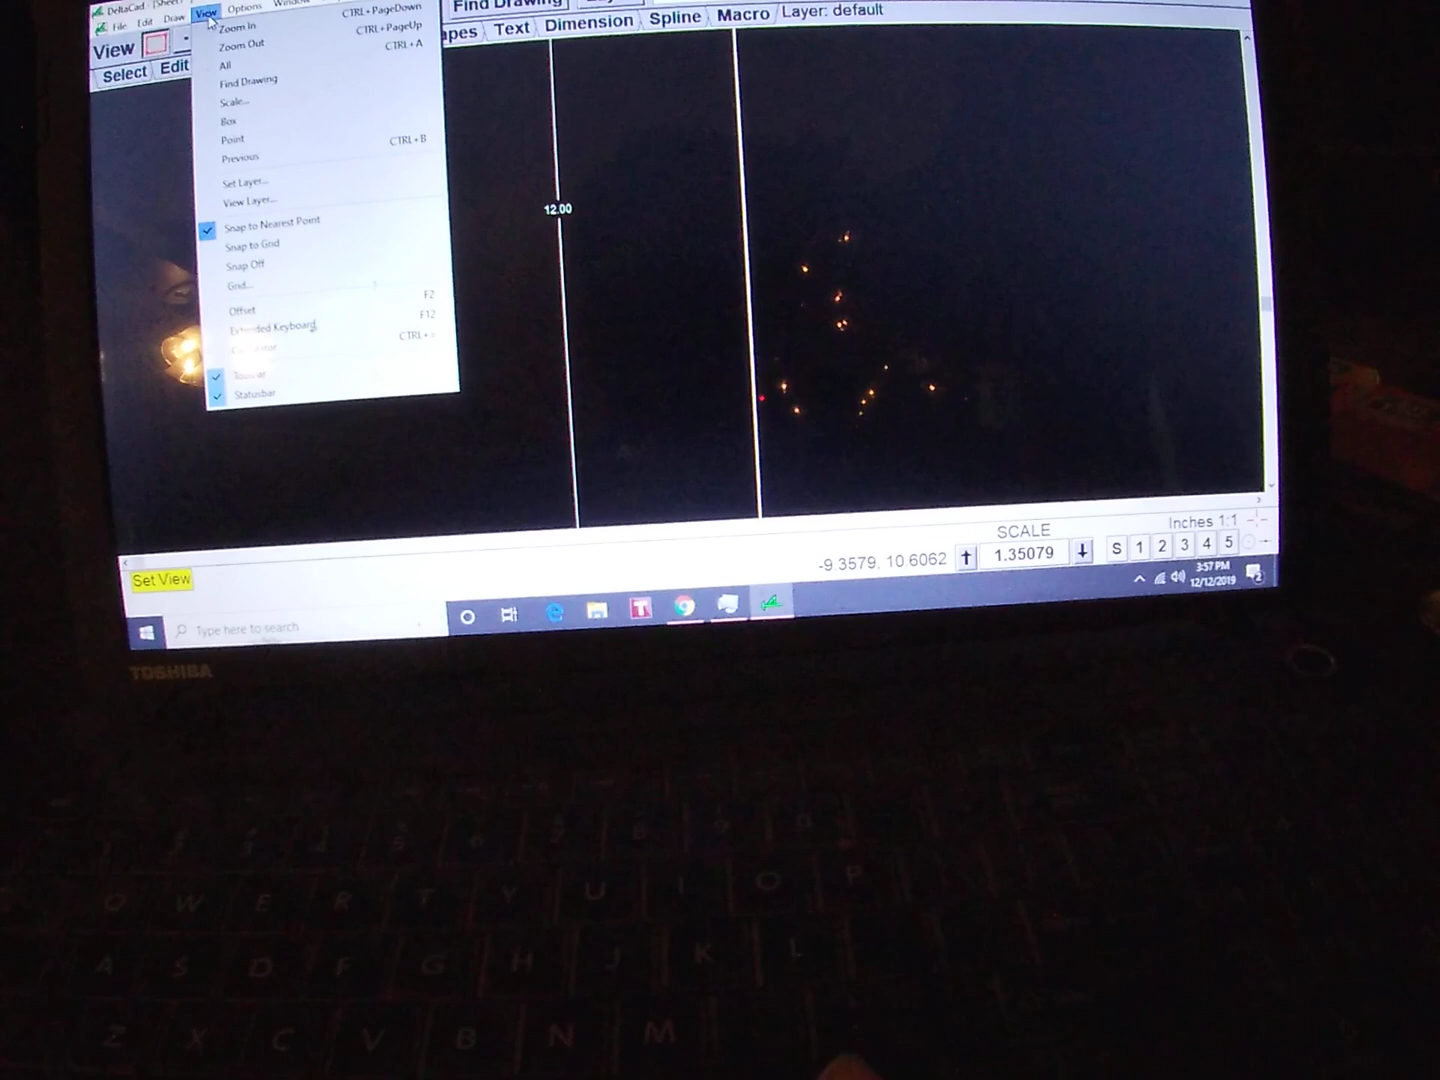 DeltaCad - [Sheet
File Edit Draw View Options Window
View
Select Edit
Zoom In CTRL+PageDown
Zoom Out CTRL+PageUp
All CTRL+A
Find Drawing
Scale...
Box
Point CTRL+B
Previous
Set Layer...
View Layer...
Snap to Nearest Point
Snap to Grid
Snap Off
Grid...
Offset F2
Extended Keyboard F12
CTRL+=
Toolbar
Statusbar
Find Drawing
apes Text Dimension Spline Macro Layer: default
12.00
SCALE Inches 1:1
-9.3579, 10.6062 1.35079 S 1 2 3 4 5
Set View
Type here to search
T
3:57 PM
12/12/2019
2
TOSHIBA
Q W E R T Y U I O P
A S D F G H J K L
Z X C V B N M